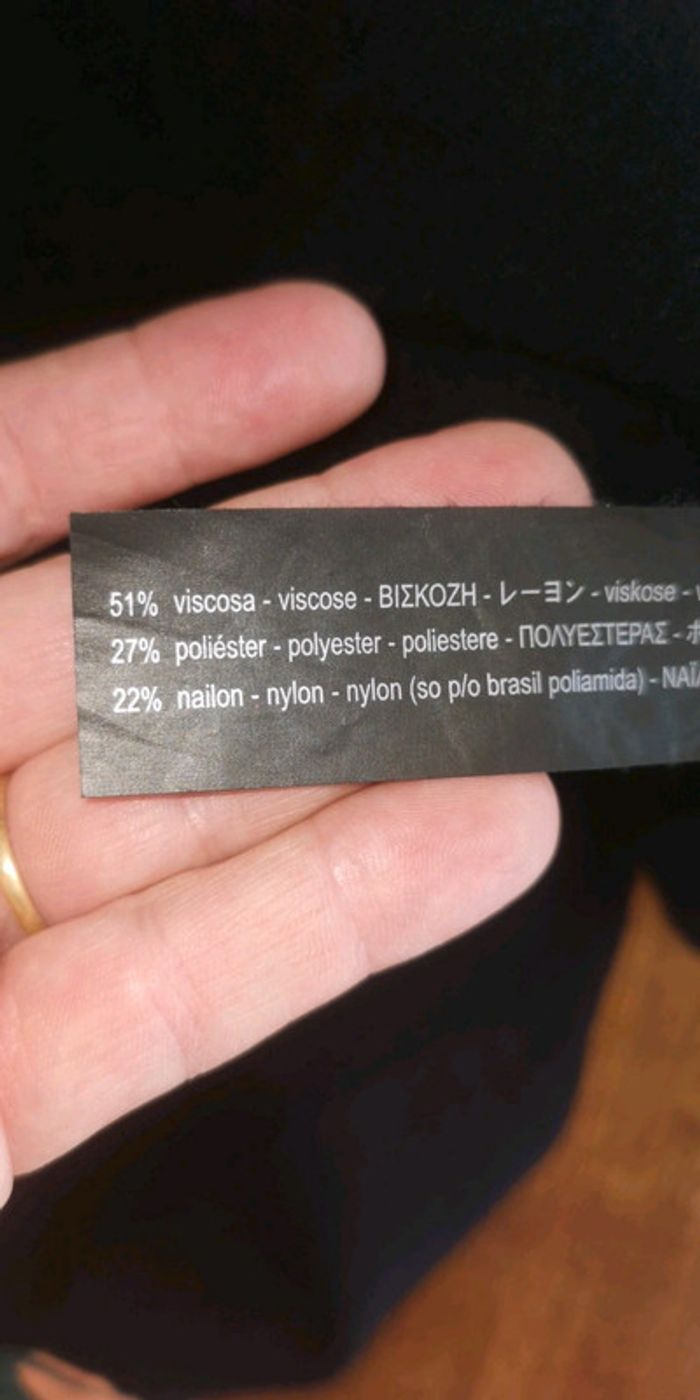 51% viscosa - viscose - ΒΙΣΚΟΖΗ - レーヨン - viskose -
27% poliéster - polyester - poliestere - ΠΟΛΥΕΣΤΕΡΑΣ -
22% nailon - nylon - nylon (so p/o brasil poliamida) -